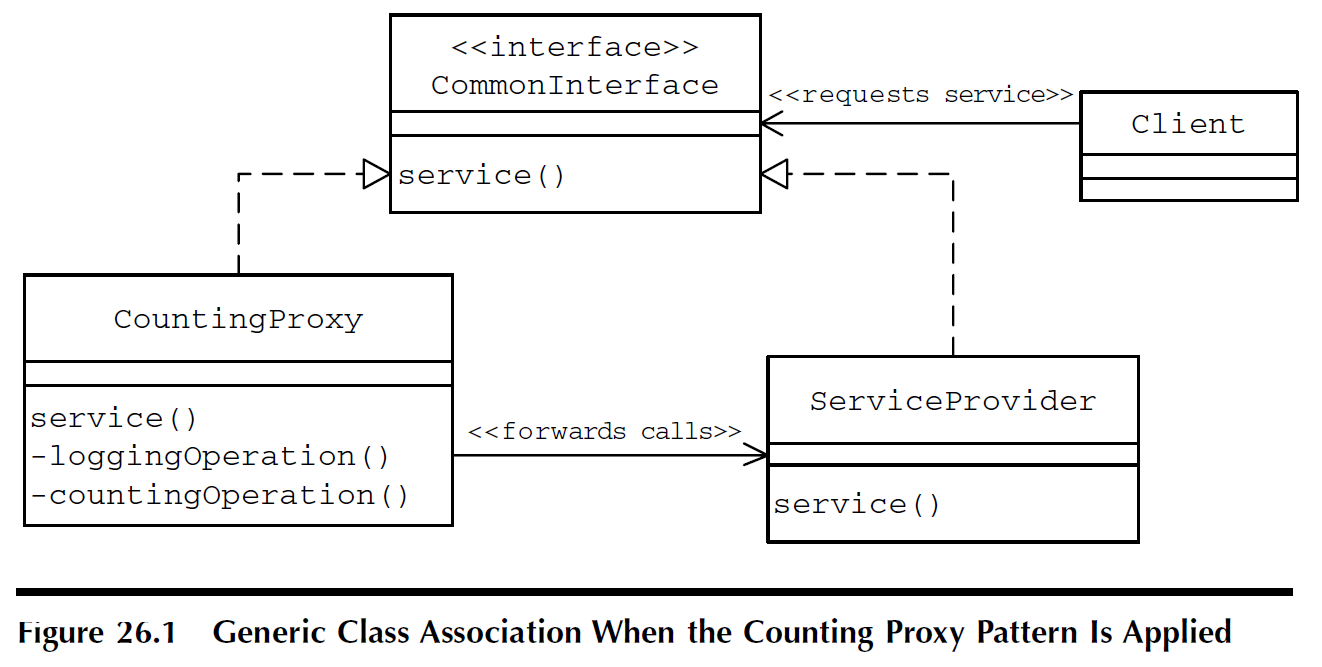 <<interface>>
CommonInterface
service()
<<requests service>>
Client
CountingProxy
service()
-loggingOperation()
-countingOperation()
<<forwards calls>>
ServiceProvider
service()
Figure 26.1 Generic Class Association When the Counting Proxy Pattern Is Applied